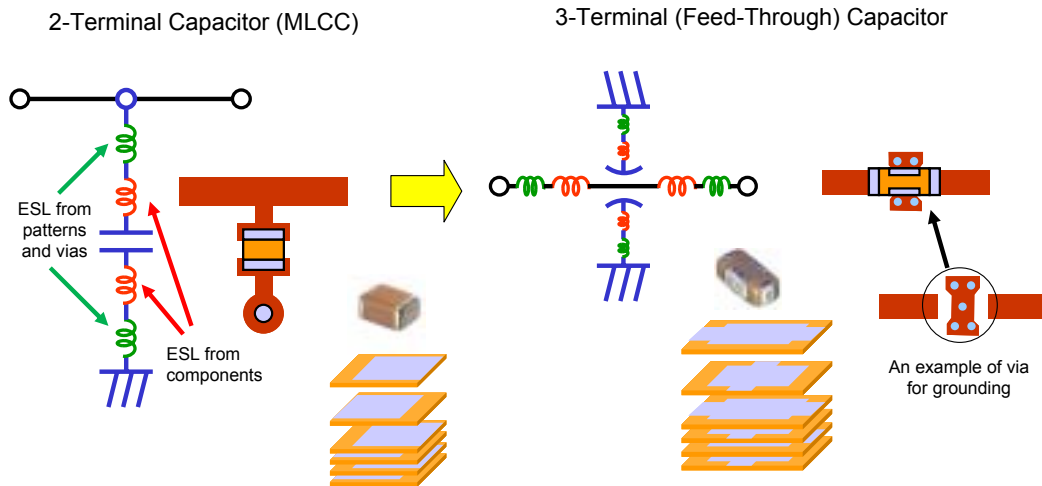 2-Terminal Capacitor (MLCC)
3-Terminal (Feed-Through) Capacitor
ESL from
patterns
and vias
ESL from
components
An example of via
for grounding